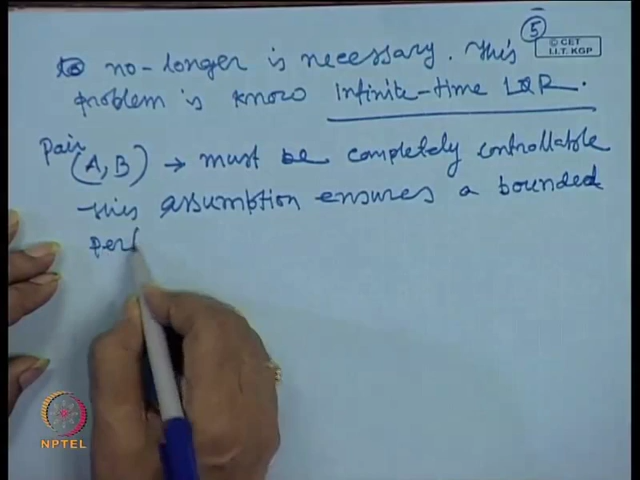 5
© CET
I.I.T. KGP
no-longer is necessary. This
problem is know Infinite-time LQR.
Pair
(A, B) → must be completely controllable
this assumption ensures a bounded
perf
NPTEL